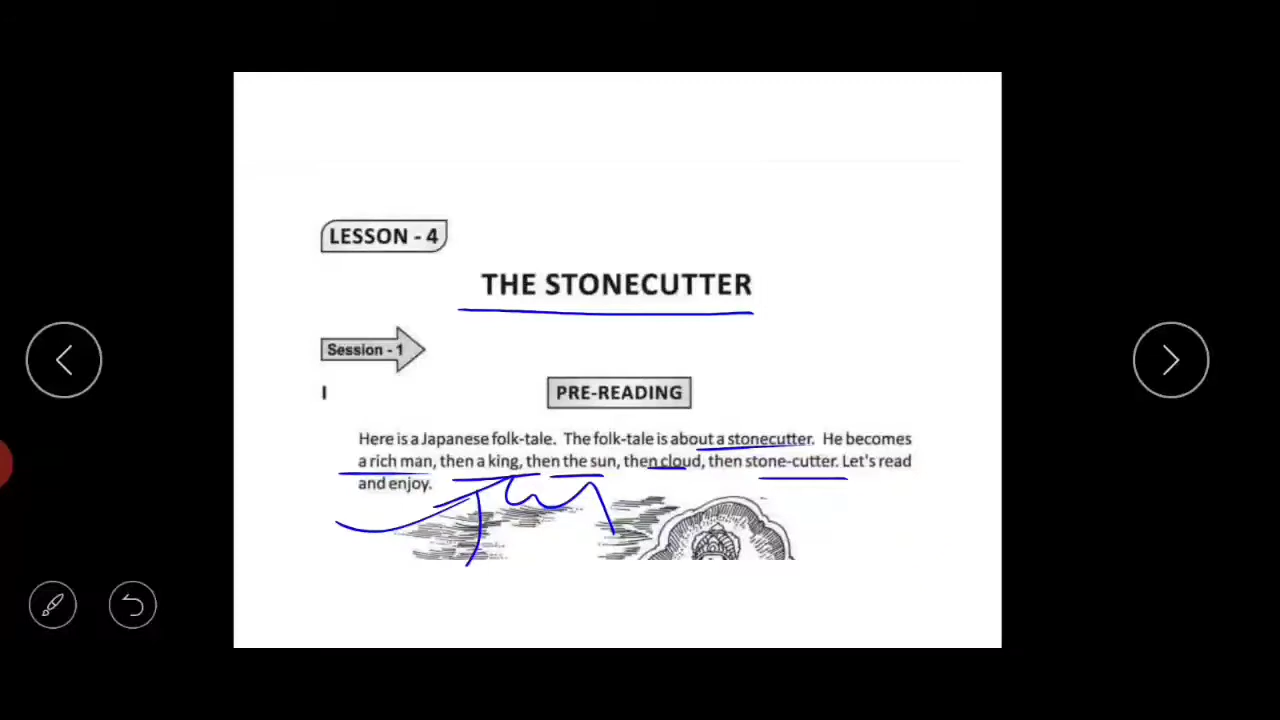 LESSON - 4
THE STONECUTTER
Session - 1
I
PRE-READING
Here is a Japanese folk-tale. The folk-tale is about a stonecutter. He becomes
a rich man, then a king, then the sun, then cloud, then stone-cutter. Let's read
and enjoy.